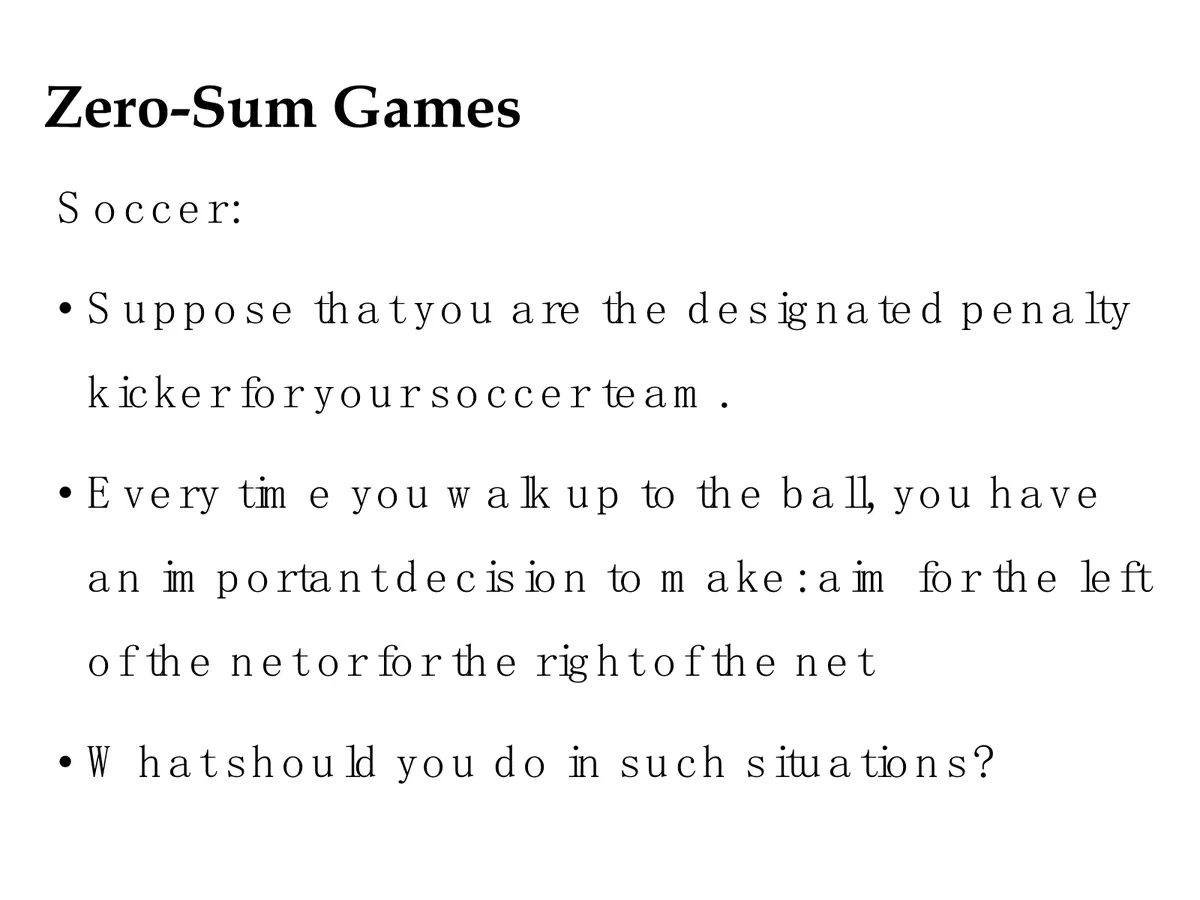 Zero-Sum Games
Soccer:
• Suppose that you are the designated penalty
kicker for your soccer team.
• Every time you walk up to the ball, you have
an important decision to make: aim for the left
of the net or for the right of the net
• What should you do in such situations?